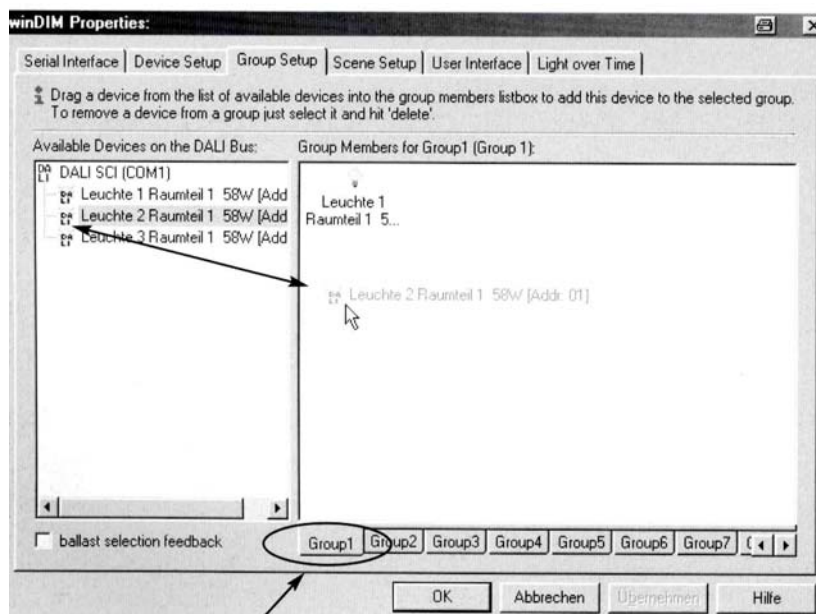 winDIM Properties:
Serial Interface Device Setup Group Setup Scene Setup User Interface Light over Time
Drag a device from the list of available devices into the group members listbox to add this device to the selected group.
To remove a device from a group just select it and hit 'delete'.
Available Devices on the DALI Bus: Group Members for Group1 (Group 1):
DALI SCI (COM1)
Leuchte 1 Raumteil 1 58W [Add
Leuchte 2 Raumteil 1 58W [Add
Leuchte 3 Raumteil 1 58W [Add
Leuchte 1
Raumteil 1 5...
Leuchte 2 Raumteil 1 58W [Addr. 01]
ballast selection feedback
Group1 Group2 Group3 Group4 Group5 Group6 Group7
OK Abbrechen Übernehmen Hilfe